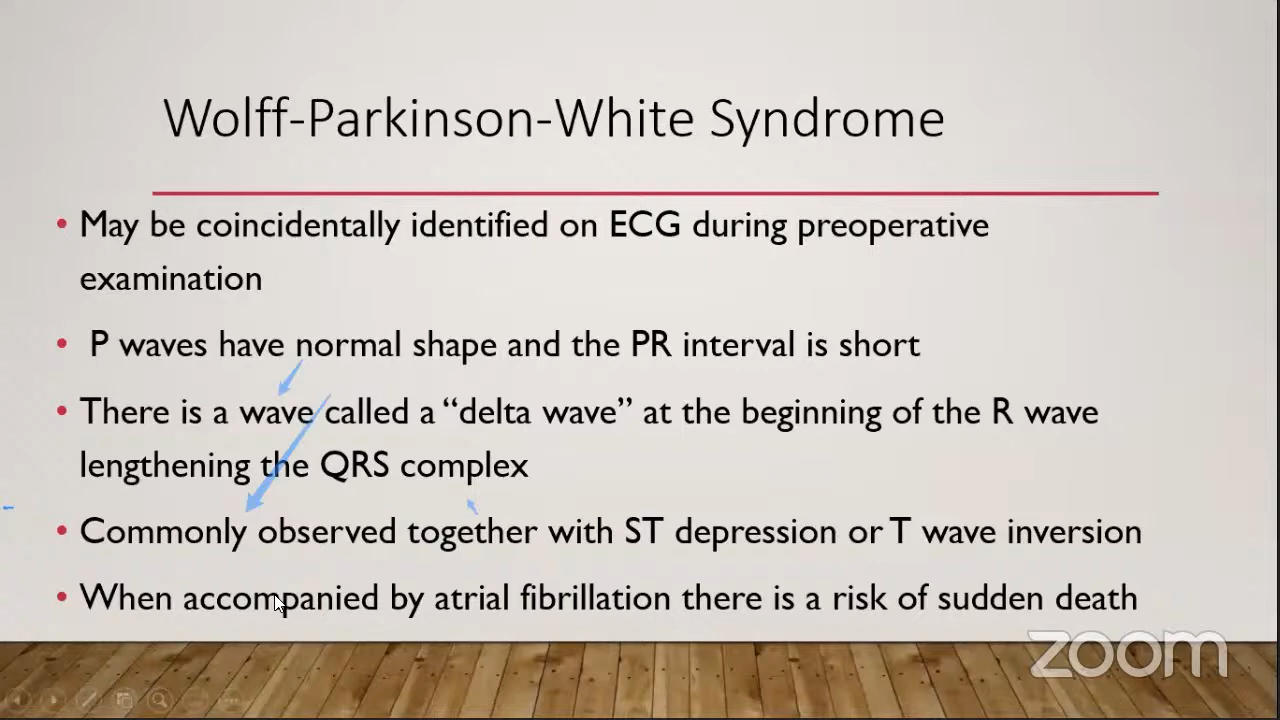 Wolff-Parkinson-White Syndrome
• May be coincidentally identified on ECG during preoperative
examination
• P waves have normal shape and the PR interval is short
• There is a wave called a “delta wave” at the beginning of the R wave
lengthening the QRS complex
• Commonly observed together with ST depression or T wave inversion
• When accompanied by atrial fibrillation there is a risk of sudden death
zoom